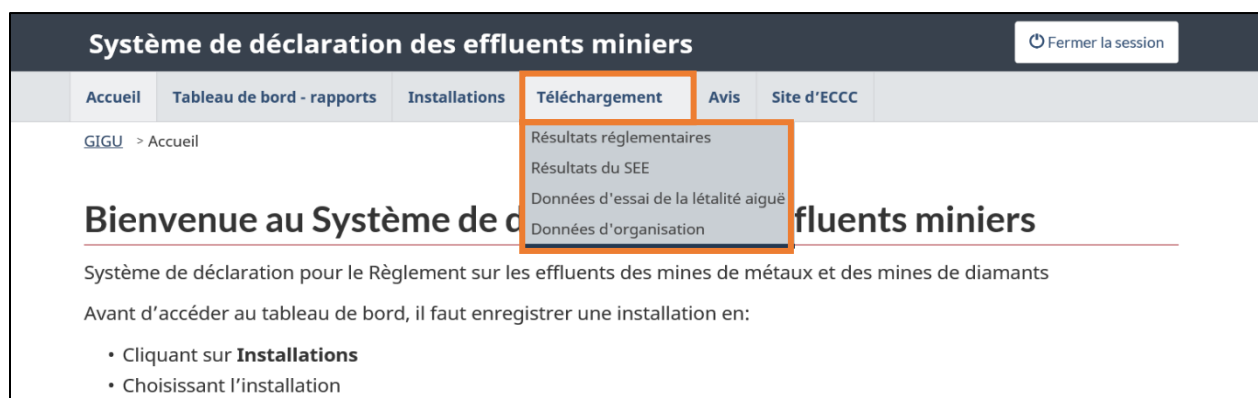 Système de déclaration des effluents miniers
Fermer la session
Accueil Tableau de bord - rapports Installations Téléchargement Avis Site d'ECCC
GIGU > Accueil
Résultats réglementaires
Résultats du SEE
Données d'essai de la létalité aiguë
Données d'organisation
Bienvenue au Système de d fluents miniers
Système de déclaration pour le Règlement sur les effluents des mines de métaux et des mines de diamants
Avant d'accéder au tableau de bord, il faut enregistrer une installation en:
• Cliquant sur Installations
• Choisissant l'installation